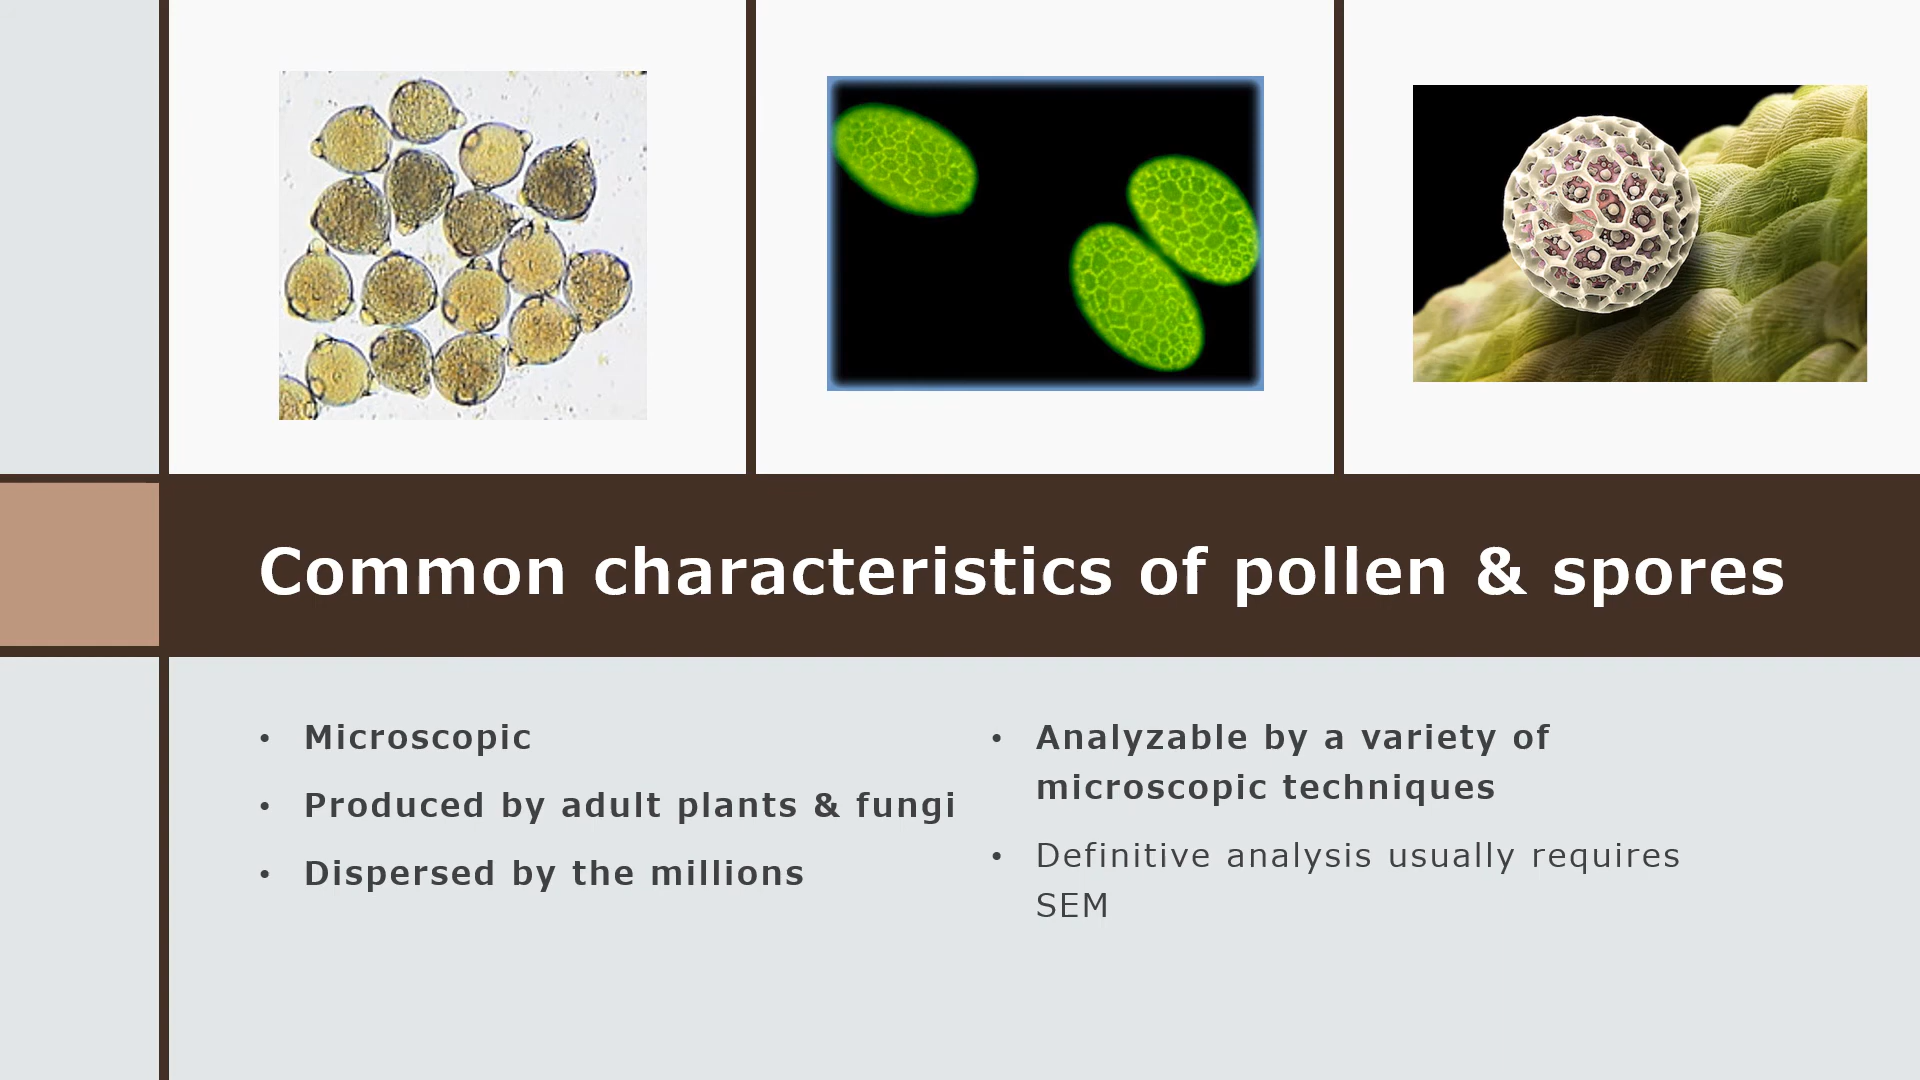 Common characteristics of pollen & spores
• Microscopic
• Produced by adult plants & fungi
• Dispersed by the millions
• Analyzable by a variety of
microscopic techniques
• Definitive analysis usually requires
SEM